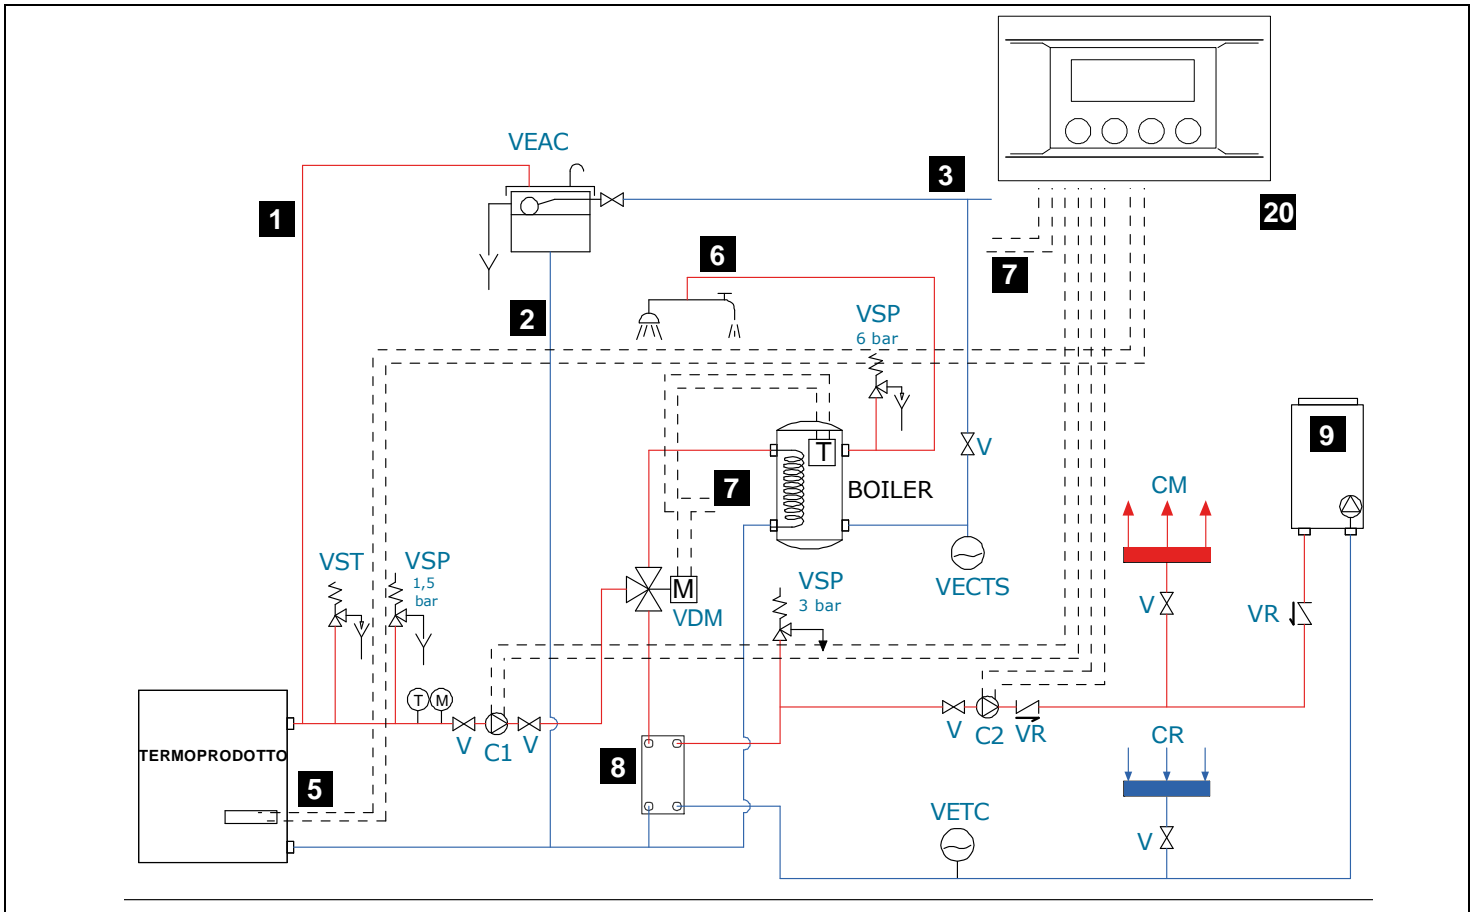 VEAC
3
1
20
6
7
2
VSP
6 bar
9
V
T
7
BOILER
CM
VST
VSP
1,5
bar
VSP
3 bar
VECTS
M
VDM
V
VR
T
M
V
C1
V
V
C2
VR
CR
TERMOPRODOTTO
8
5
VETC
V